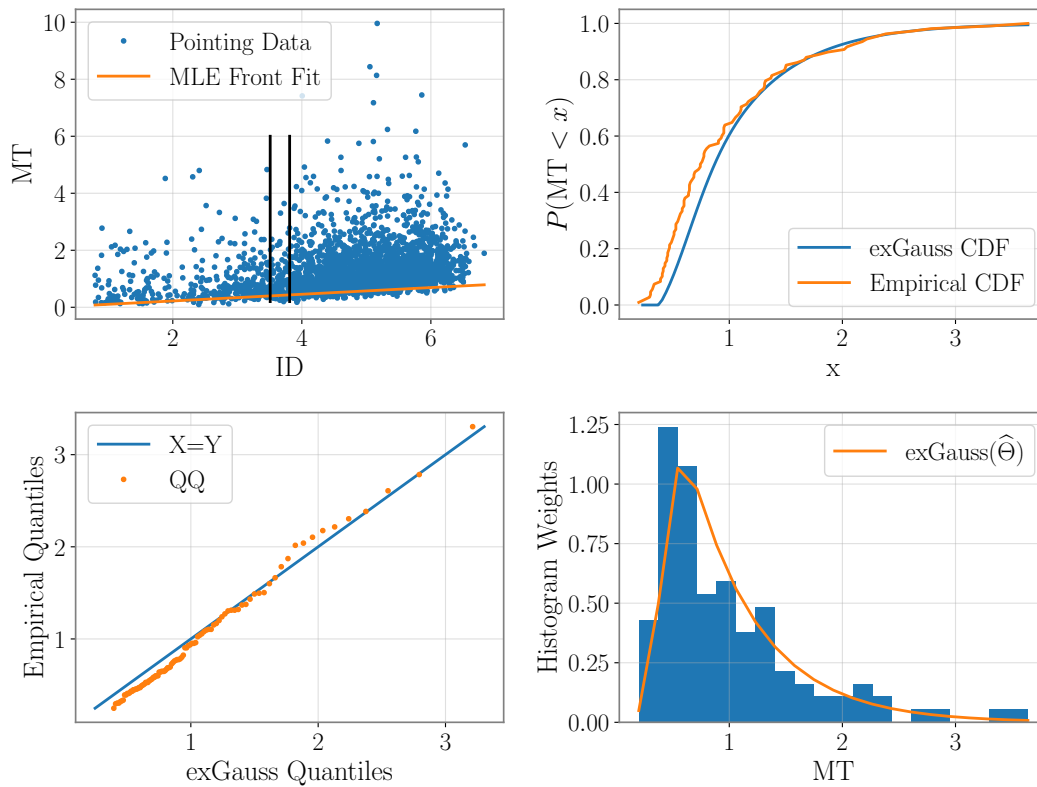 10
8
6
4
2
0
MT
Pointing Data
MLE Front Fit
2
4
6
ID
1.0
0.8
0.6
0.4
0.2
0.0
P(MT < x)
exGauss CDF
Empirical CDF
1
2
3
x
3
2
1
Empirical Quantiles
X=Y
QQ
1
2
3
exGauss Quantiles
1.25
1.00
0.75
0.50
0.25
0.00
Histogram Weights
exGauss(Θ̂)
1
2
3
MT